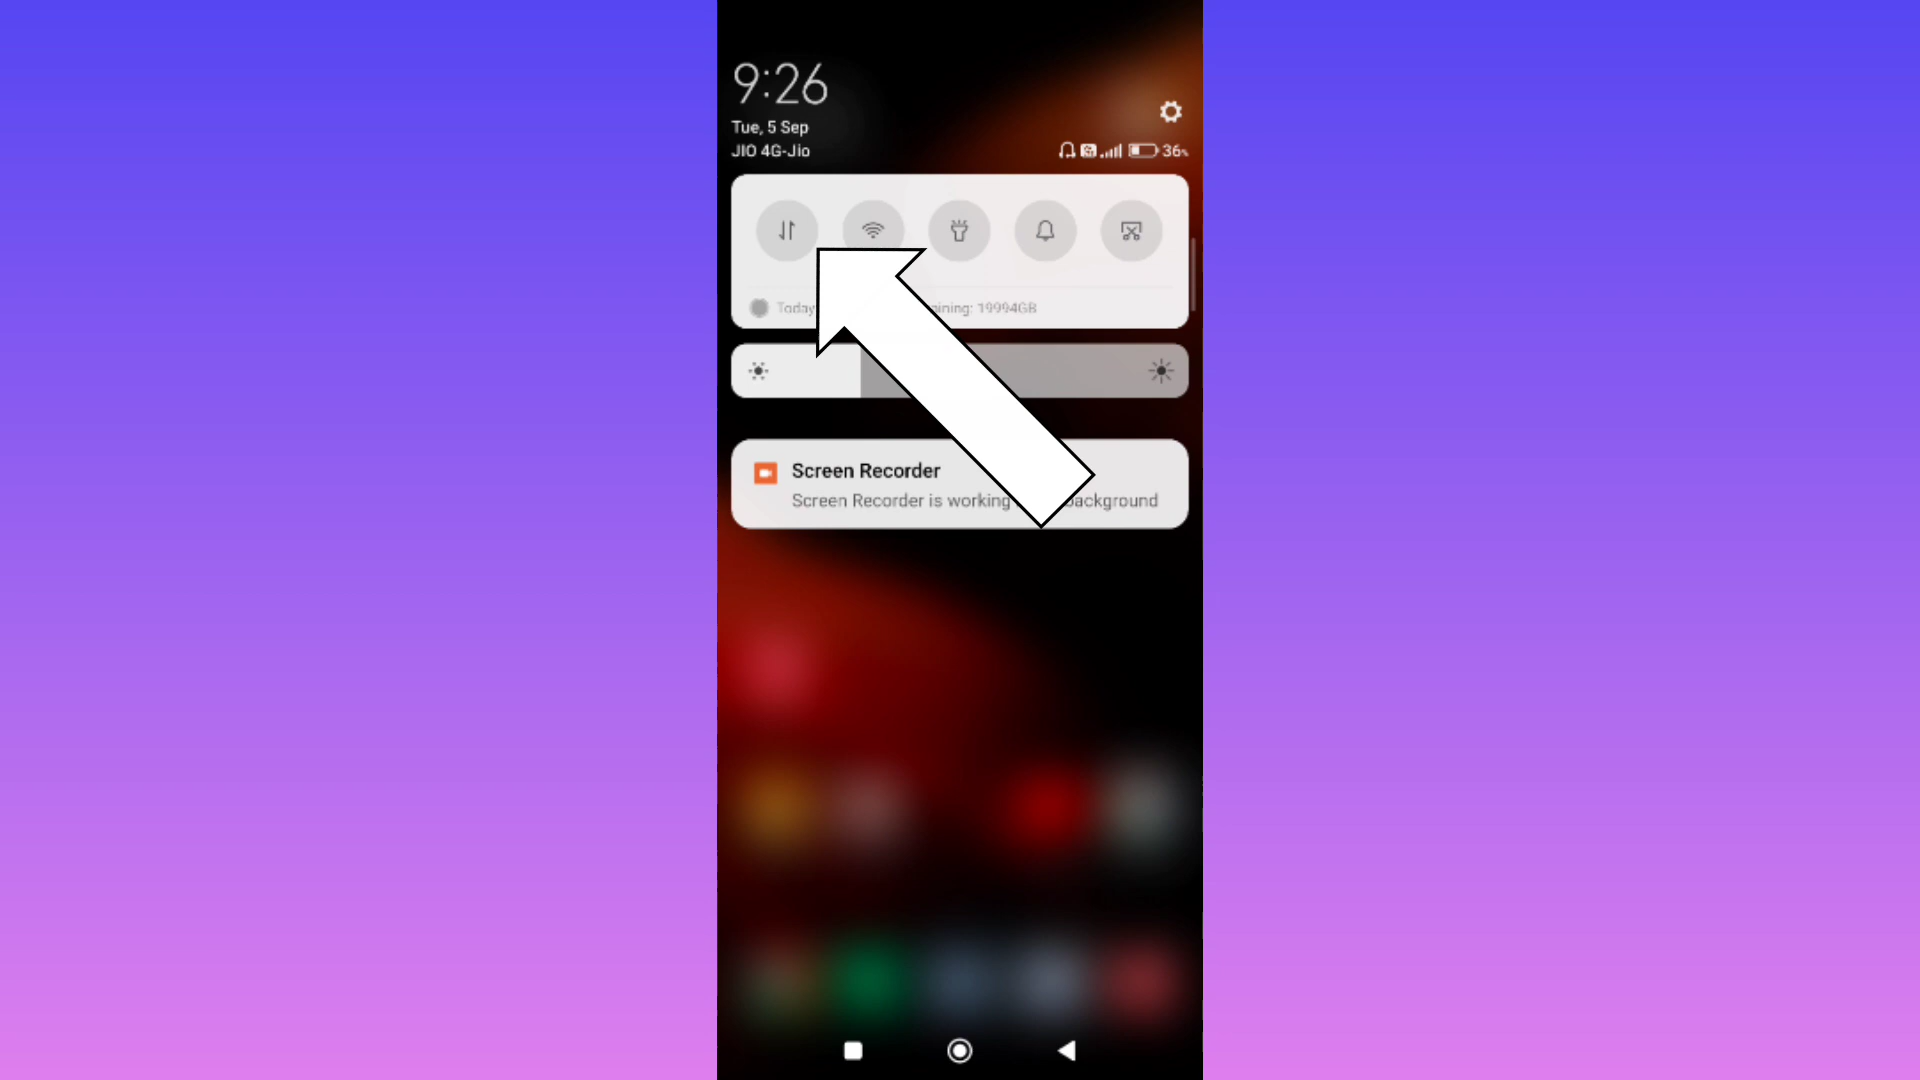 9:26
Tue, 5 Sep
JIO 4G-Jio
36%
Today
ining: 19994GB
Screen Recorder
Screen Recorder is working background